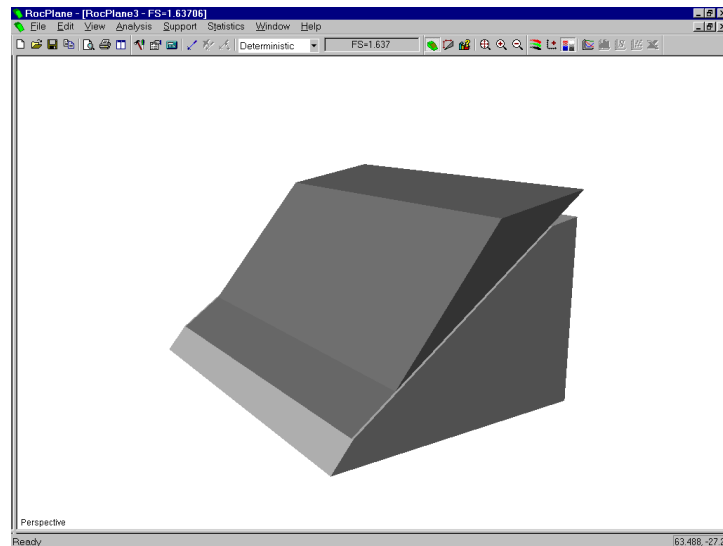 RocPlane - [RocPlane3 - FS=1.63706]
File Edit View Analysis Support Statistics Window Help
Deterministic FS=1.637
Perspective
Ready 63.488, -27.2